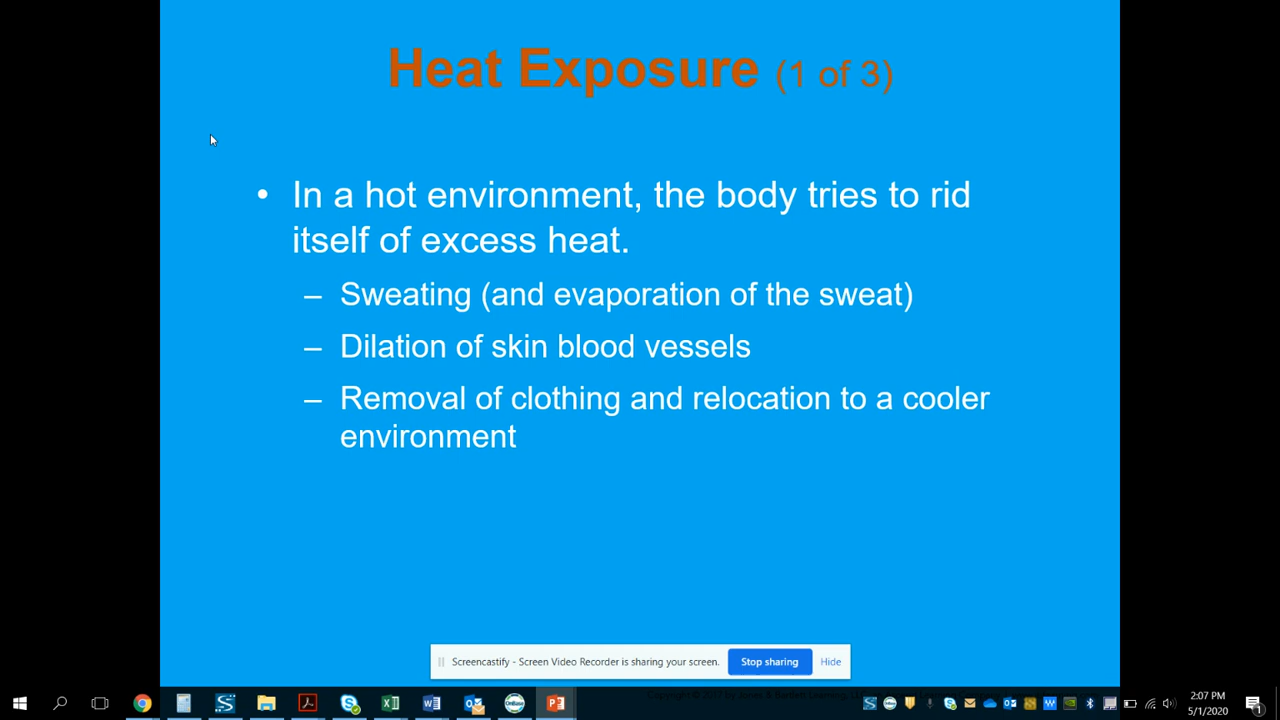 Heat Exposure (1 of 3)
• In a hot environment, the body tries to rid
itself of excess heat.
– Sweating (and evaporation of the sweat)
– Dilation of skin blood vessels
– Removal of clothing and relocation to a cooler
environment
Screencastify - Screen Video Recorder is sharing your screen.
Stop sharing
Hide
2:07 PM
5/1/2020